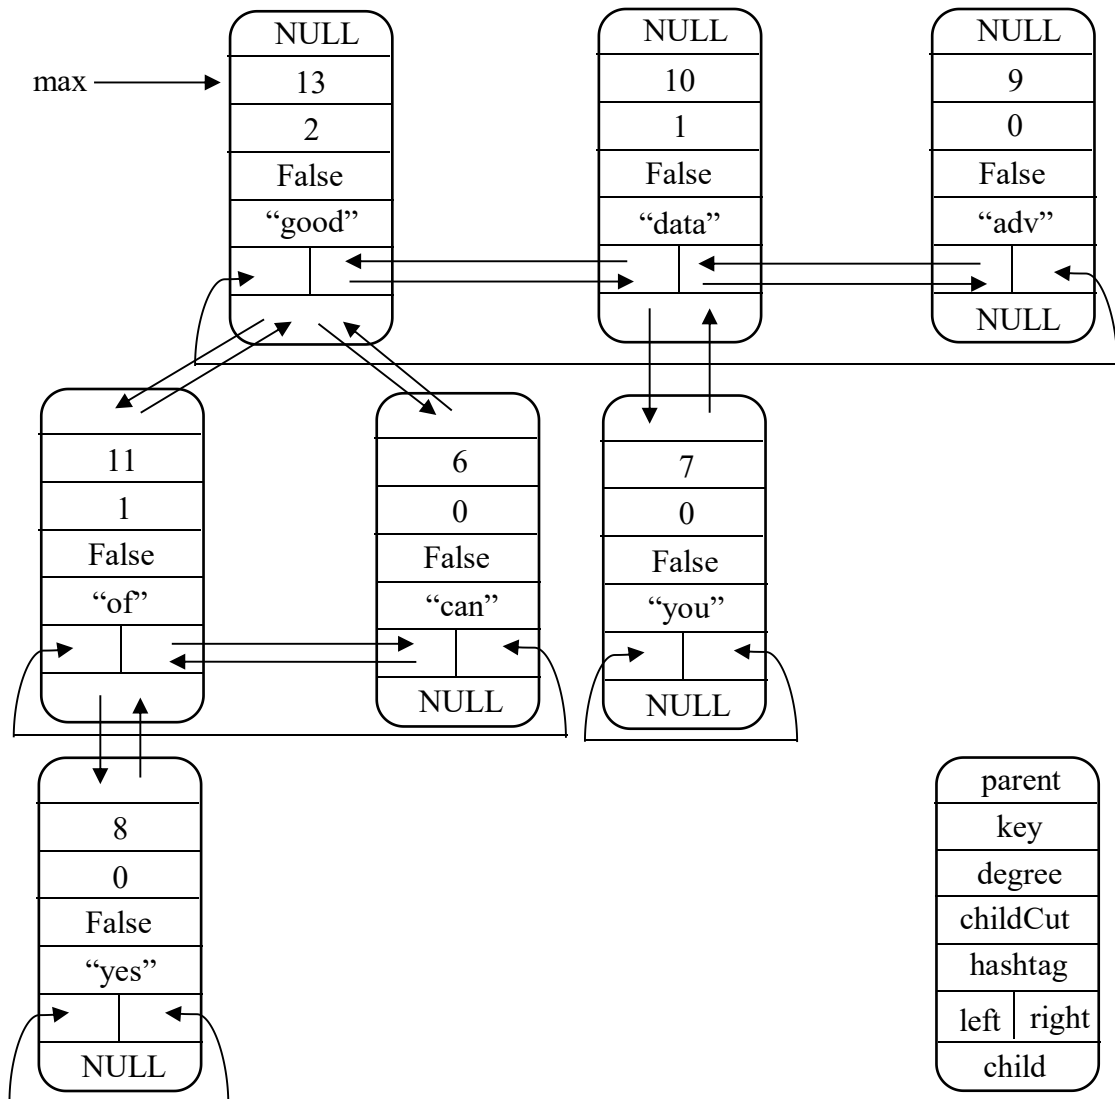 NULL
max
13
2
False
“good”
NULL
10
1
False
“data”
NULL
9
0
False
“adv”
NULL
11
1
False
“of”
6
0
False
“can”
NULL
7
0
False
“you”
NULL
8
0
False
“yes”
NULL
parent
key
degree
childCut
hashtag
left right
child